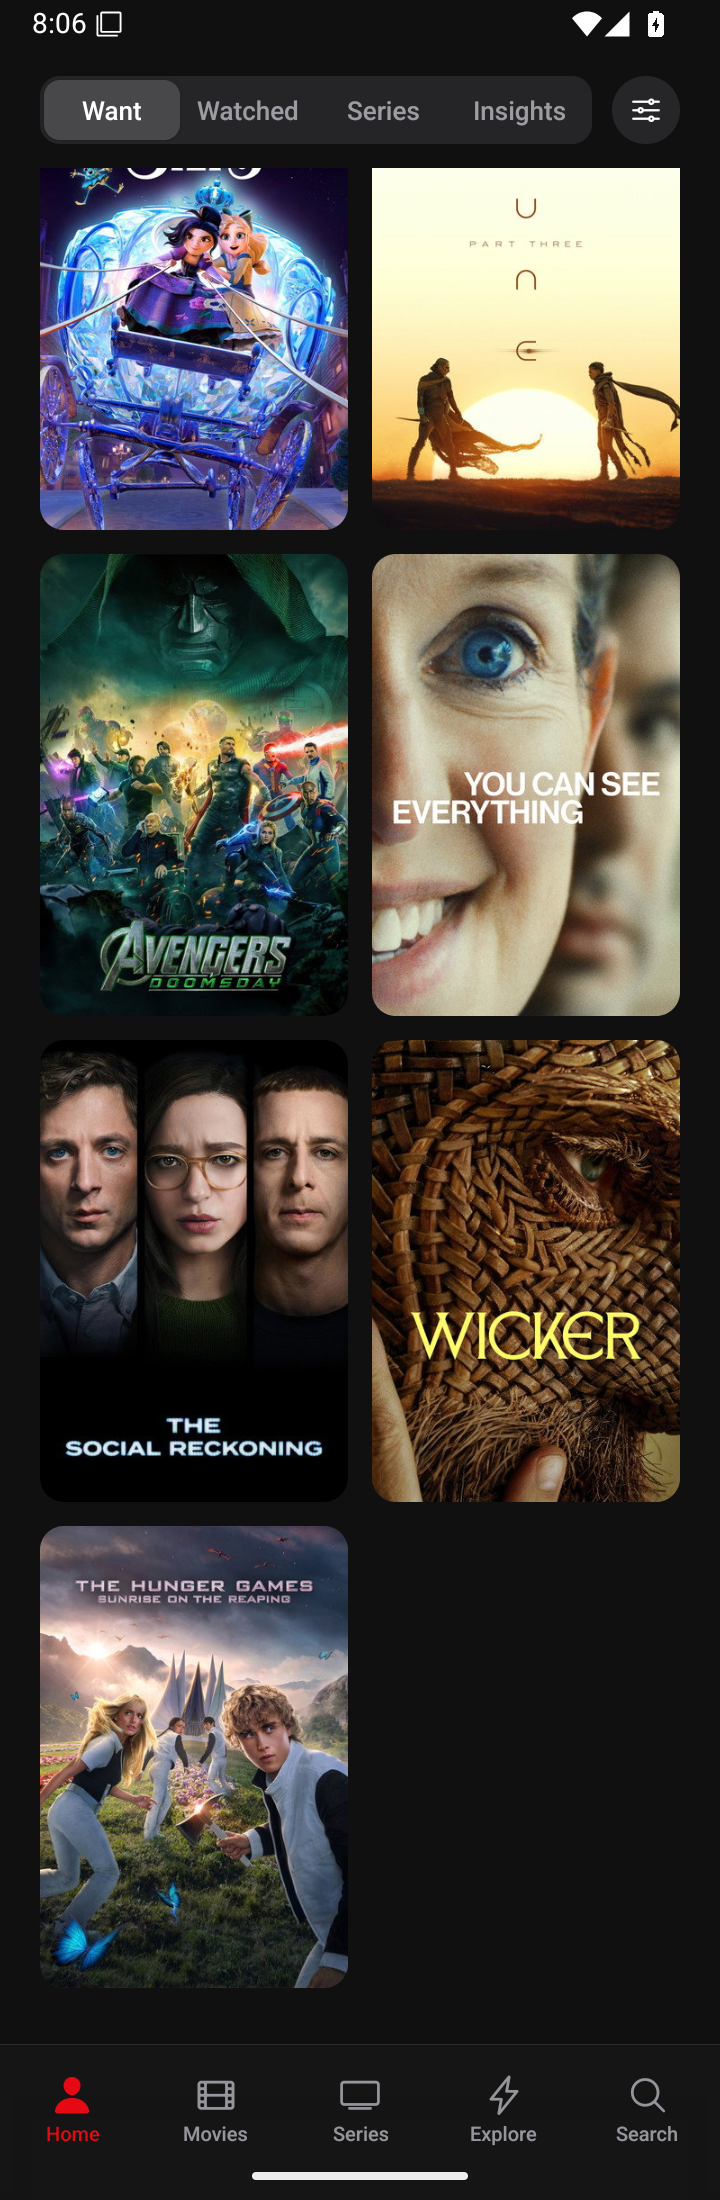 8:06
Want
Watched
Series
Insights
U
PART THREE
N
E
AVENGERS
DOOMSDAY
YOU CAN SEE
EVERYTHING
THE
SOCIAL RECKONING
WICKER
THE HUNGER GAMES
SUNRISE ON THE REAPING
Home
Movies
Series
Explore
Search